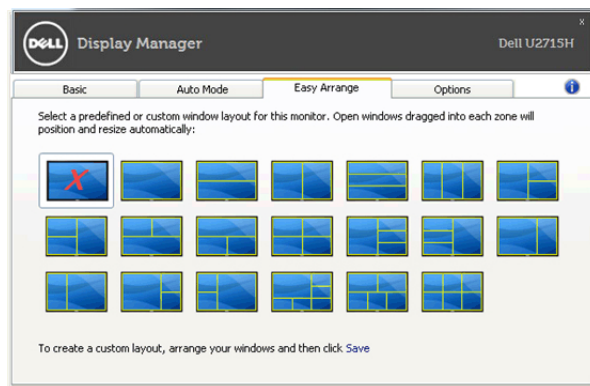 x
DELL Display Manager Dell U2715H
Basic Auto Mode Easy Arrange Options i
Select a predefined or custom window layout for this monitor. Open windows dragged into each zone will
position and resize automatically:
X
To create a custom layout, arrange your windows and then click Save